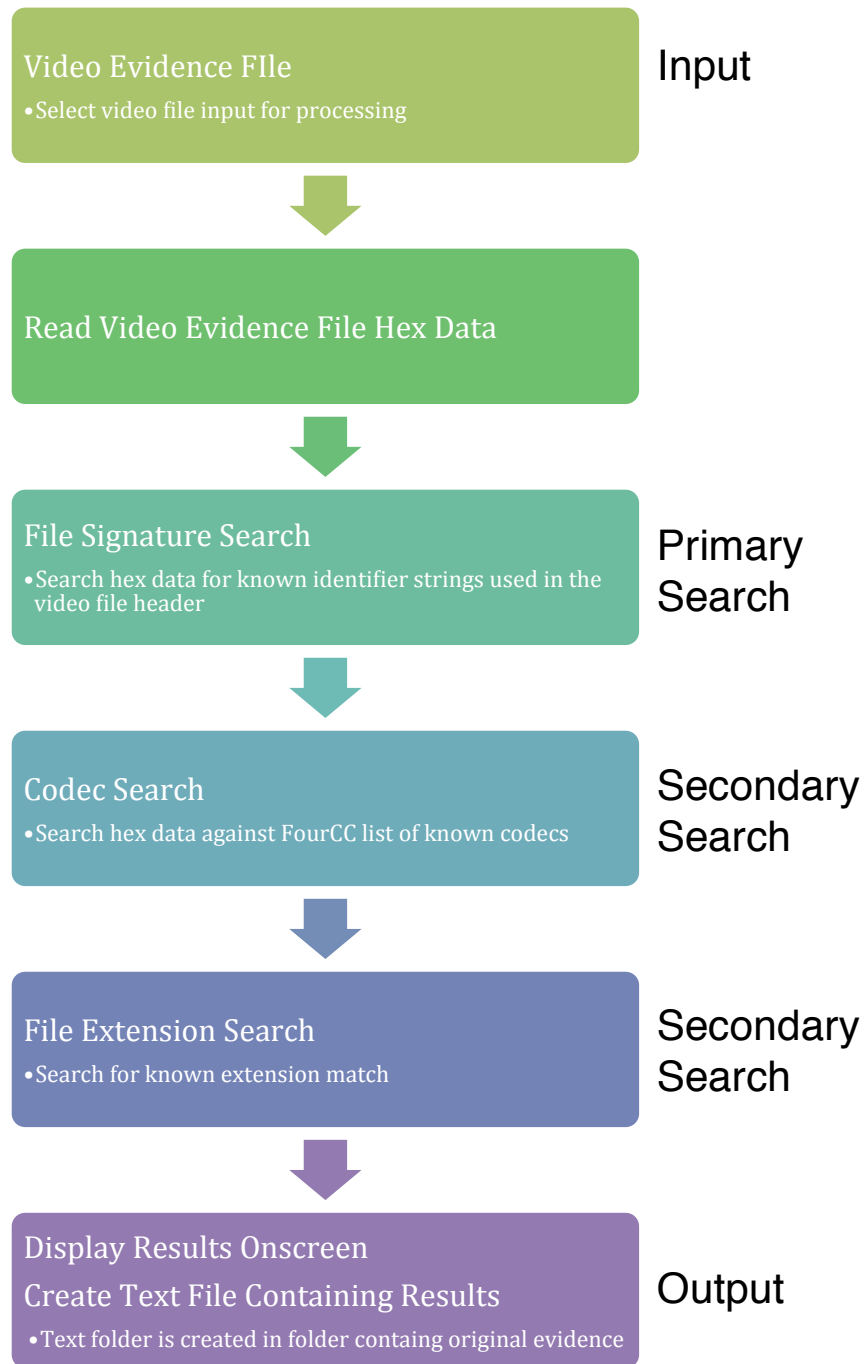 Video Evidence FIle
•Select video file input for processing
Input
Read Video Evidence File Hex Data
File Signature Search
•Search hex data for known identifier strings used in the
video file header
Primary
Search
Codec Search
•Search hex data against FourCC list of known codecs
Secondary
Search
File Extension Search
•Search for known extension match
Secondary
Search
Display Results Onscreen
Create Text File Containing Results
•Text folder is created in folder containg original evidence
Output